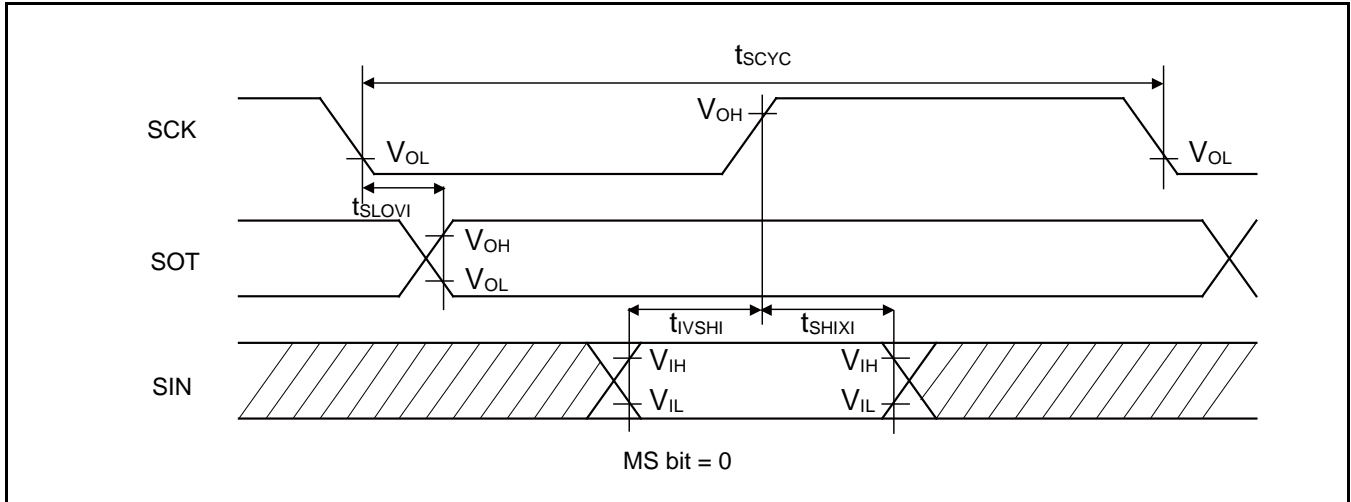 tSCYC
SCK
VOH
VOL
VOL
tSLOVI
SOT
VOH
VOL
tIVSHI
tSHIXI
SIN
VIH
VIH
VIL
VIL
MS bit = 0